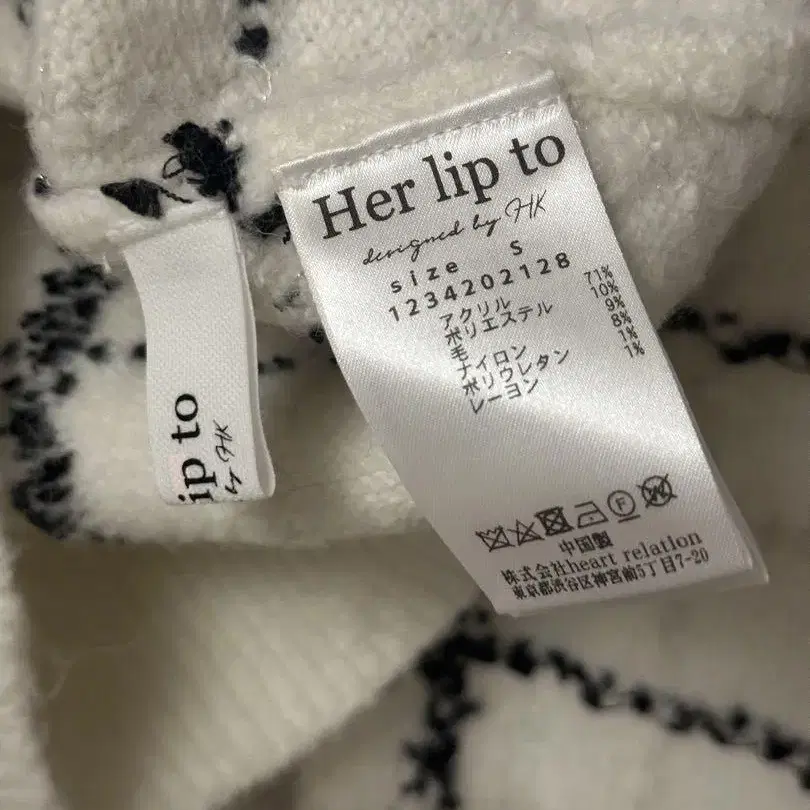 Her lip to
designed by HK
size S
1234202128
アクリル 71%
ポリエステル 10%
毛 9%
ナイロン 8%
ポリウレタン 1%
レーヨン 1%
F
W
中国製
株式会社heart relation
東京都渋谷区神宮前5丁目7-20
ip to
by HK